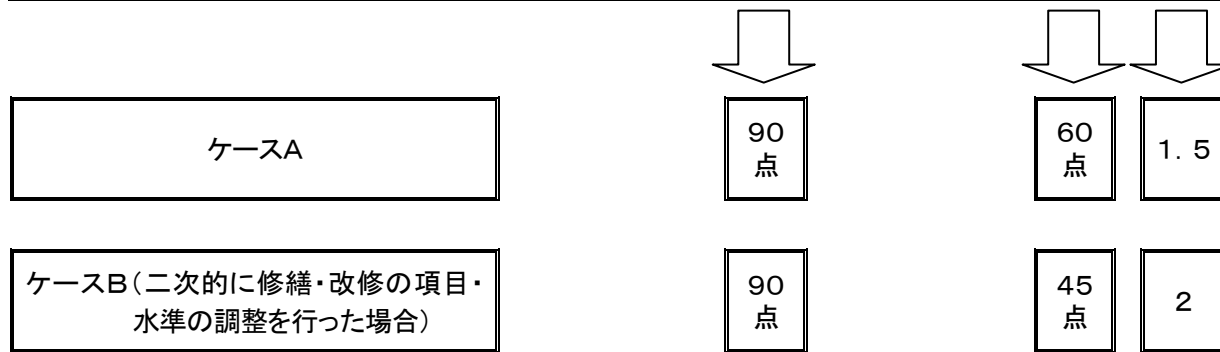 ケースA
90
点
60
点
1.5
ケースB(二次的に修繕・改修の項目・
水準の調整を行った場合)
90
点
45
点
2